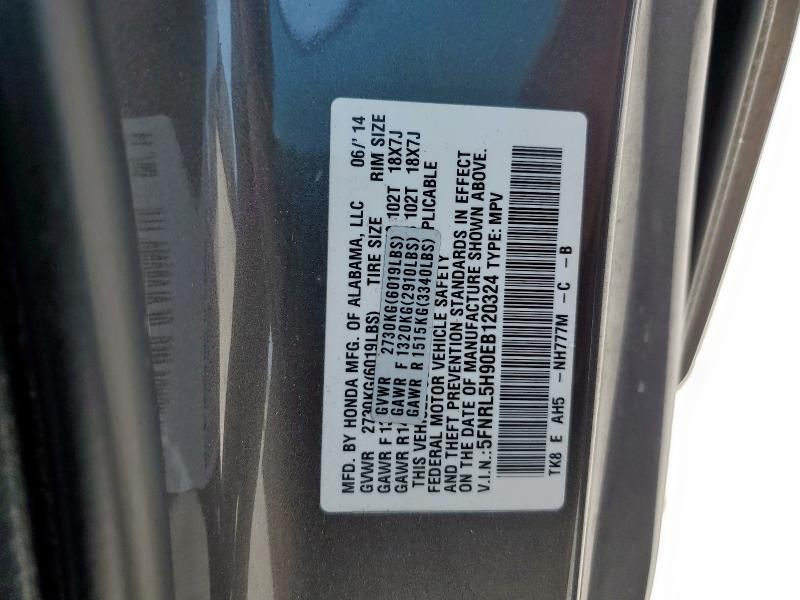 MFD. BY HONDA MFG. OF ALABAMA, LLC 06/'14
GVWR 2730KG(6019LBS) TIRE SIZE RIM SIZE
GAWR F 102T 18X7J
GAWR R 102T 18X7J
GVWR 2730KG(6019LBS)
GAWR F 1320KG(2910LBS)
GAWR R 1515KG(3340LBS)
THIS VEH PLICABLE
FEDERAL MOTOR VEHICLE SAFETY
AND THEFT PREVENTION STANDARDS IN EFFECT
ON THE DATE OF MANUFACTURE SHOWN ABOVE.
V.I.N.:5FNRL5H90EB120324 TYPE: MPV
TK8 E AH5 -NH777M -C -B